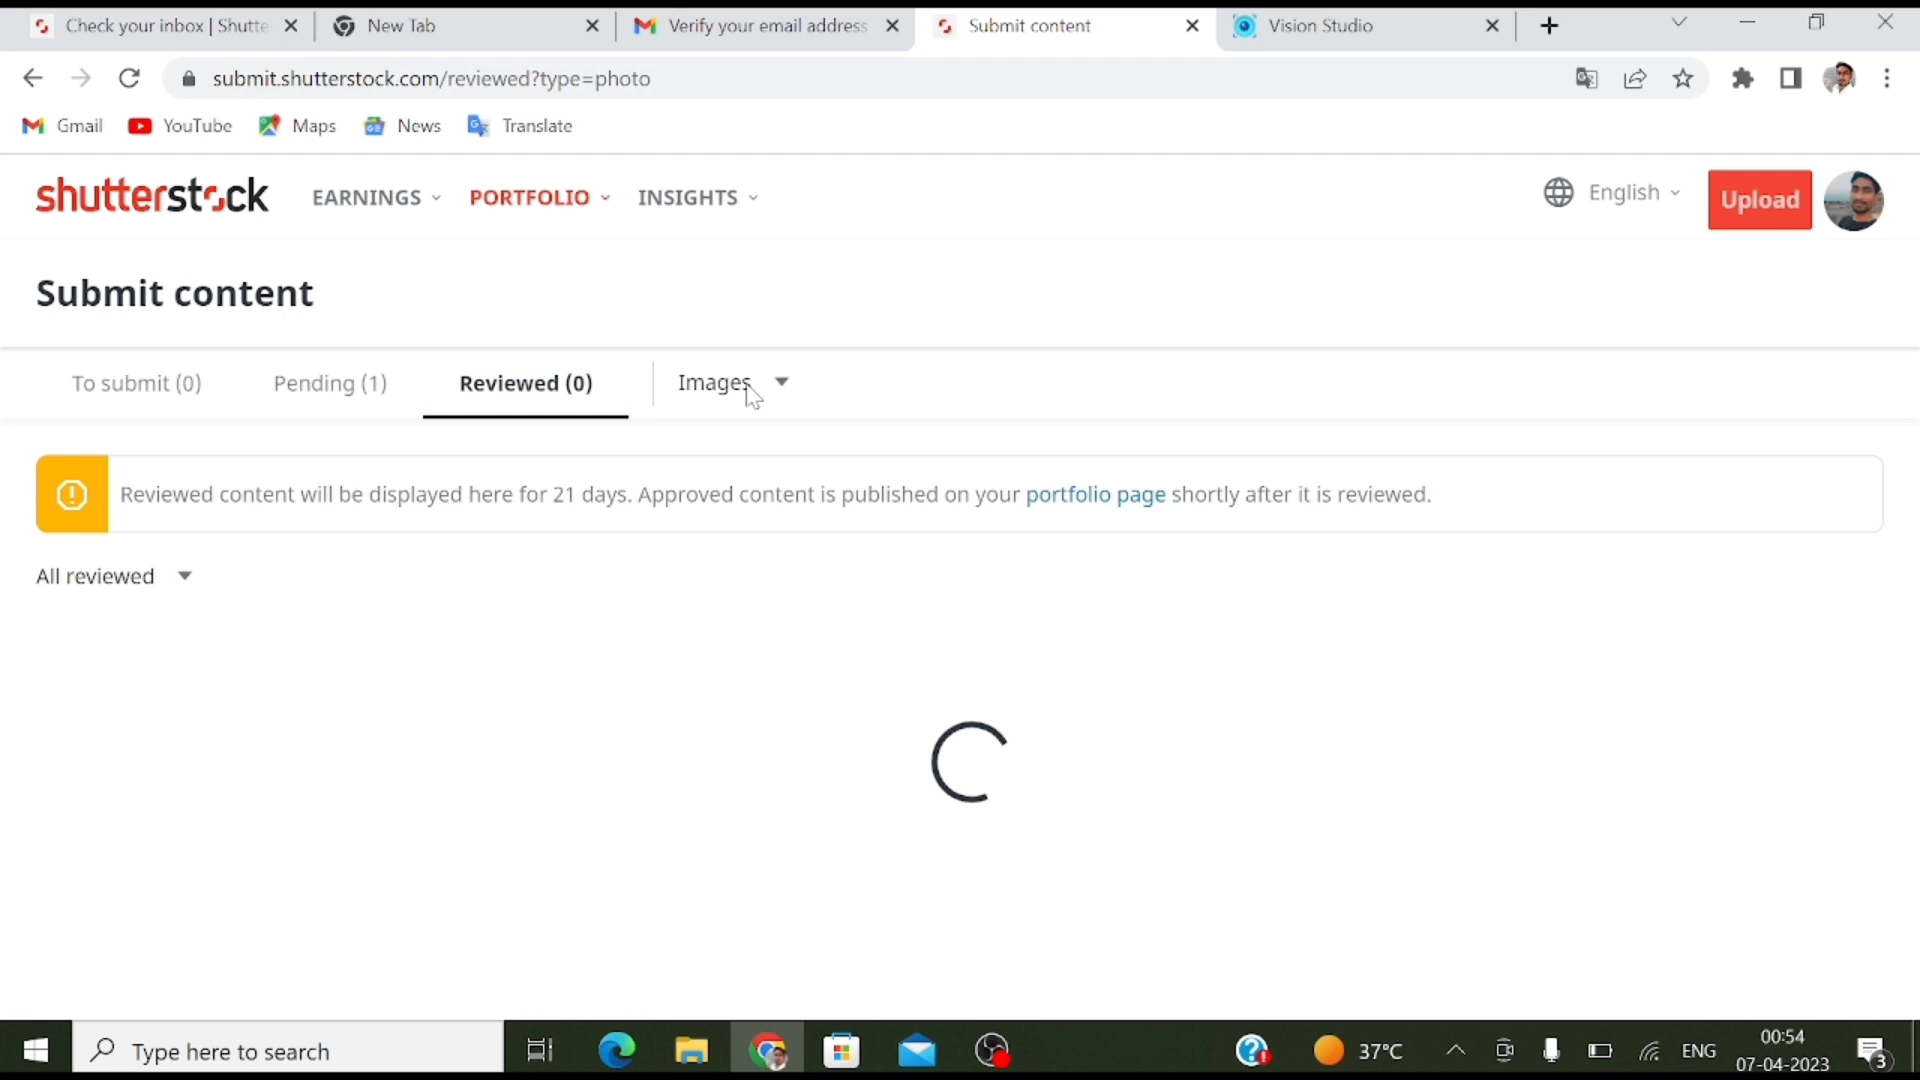 Check your inbox | Shutte
New Tab
Verify your email address
Submit content
Vision Studio
submit.shutterstock.com/reviewed?type=photo
Gmail YouTube Maps News Translate
shutterstock EARNINGS PORTFOLIO INSIGHTS English Upload
Submit content
To submit (0) Pending (1) Reviewed (0) Images
Reviewed content will be displayed here for 21 days. Approved content is published on your portfolio page shortly after it is reviewed.
All reviewed
Type here to search
37°C
ENG
00:54
07-04-2023
3